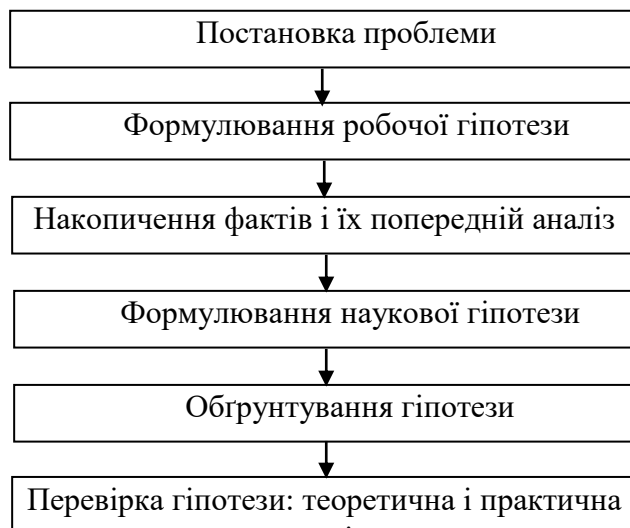 Постановка проблеми
Формулювання робочої гіпотези
Накопичення фактів і їх попередній аналіз
Формулювання наукової гіпотези
Обґрунтування гіпотези
Перевірка гіпотези: теоретична і практична